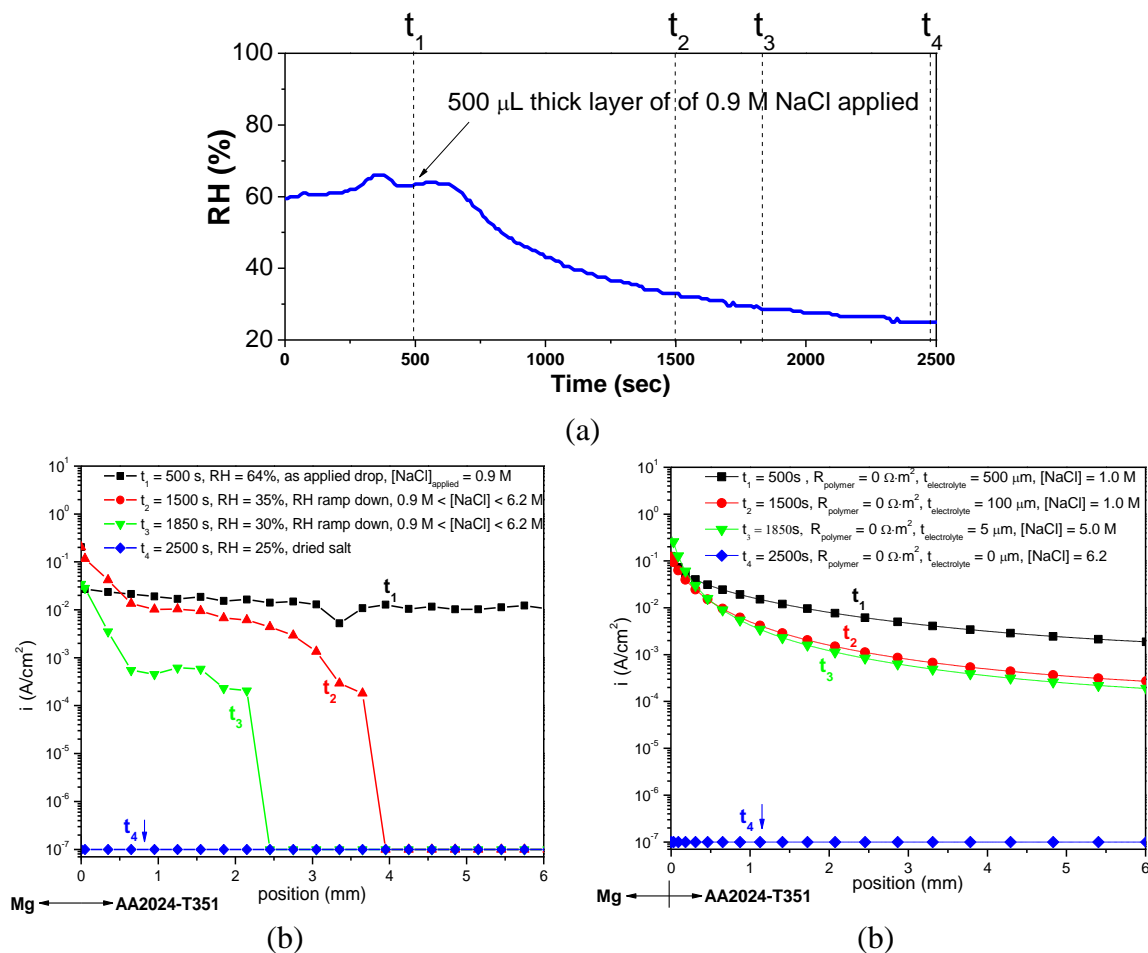 t₁ t₂ t₃ t₄
100
80
60
40
20
RH (%)
500 μL thick layer of of 0.9 M NaCl applied
0 500 1000 1500 2000 2500
Time (sec)
(a)
10¹
10⁰
10⁻¹
10⁻²
10⁻³
10⁻⁴
10⁻⁵
10⁻⁶
10⁻⁷
i (A/cm²)
t₁ = 500 s, RH = 64%, as applied drop, [NaCl]applied = 0.9 M
t₂ = 1500 s, RH = 35%, RH ramp down, 0.9 M < [NaCl] < 6.2 M
t₃ = 1850 s, RH = 30%, RH ramp down, 0.9 M < [NaCl] < 6.2 M
t₄ = 2500 s, RH = 25%, dried salt
t₁
t₂
t₃
t₄
0 1 2 3 4 5 6
position (mm)
Mg AA2024-T351
(b)
10¹
10⁰
10⁻¹
10⁻²
10⁻³
10⁻⁴
10⁻⁵
10⁻⁶
10⁻⁷
i (A/cm²)
t₁ = 500s , Rpolymer = 0 Ω·m², telectrolyte = 500 μm, [NaCl] = 1.0 M
t₂ = 1500s, Rpolymer = 0 Ω·m², telectrolyte = 100 μm, [NaCl] = 1.0 M
t₃ = 1850s, Rpolymer = 0 Ω·m², telectrolyte = 5 μm, [NaCl] = 5.0 M
t₄ = 2500s, Rpolymer = 0 Ω·m², telectrolyte = 0 μm, [NaCl] = 6.2
t₁
t₂
t₃
t₄
0 1 2 3 4 5 6
position (mm)
Mg AA2024-T351
(b)